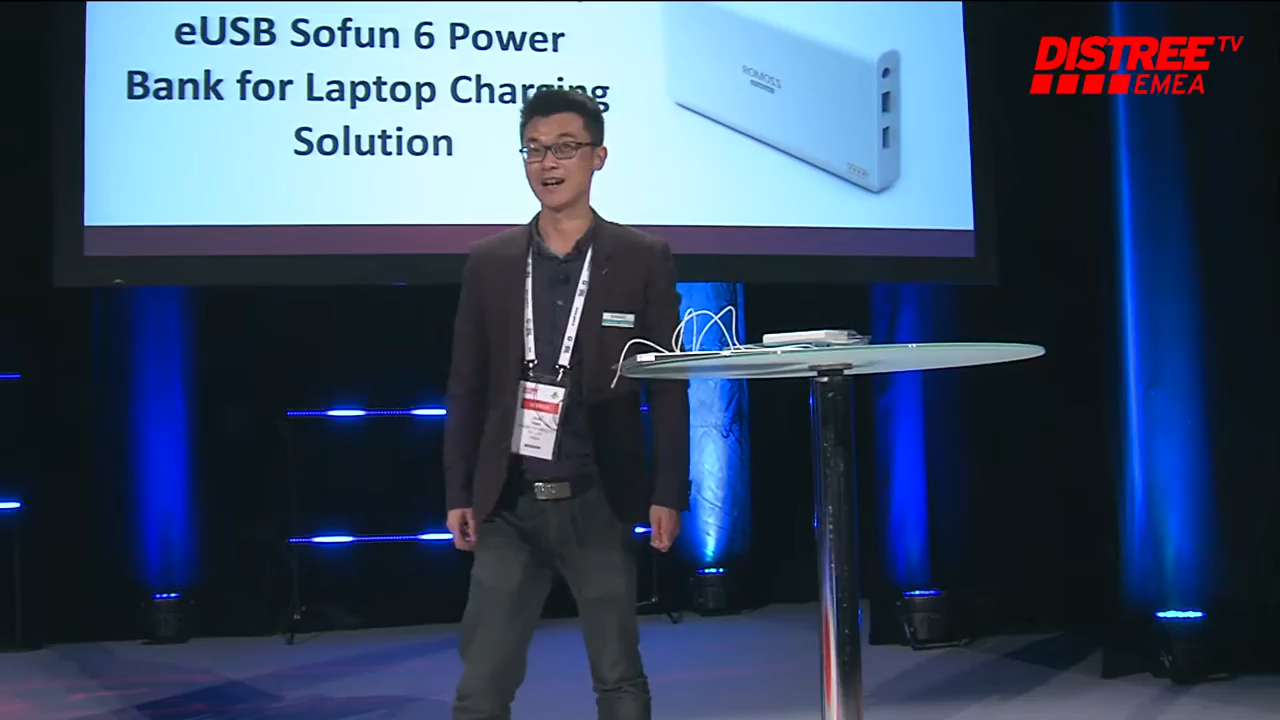 eUSB Sofun 6 Power
Bank for Laptop Charging
Solution
ROMOSS
DISTREE TV
EMEA